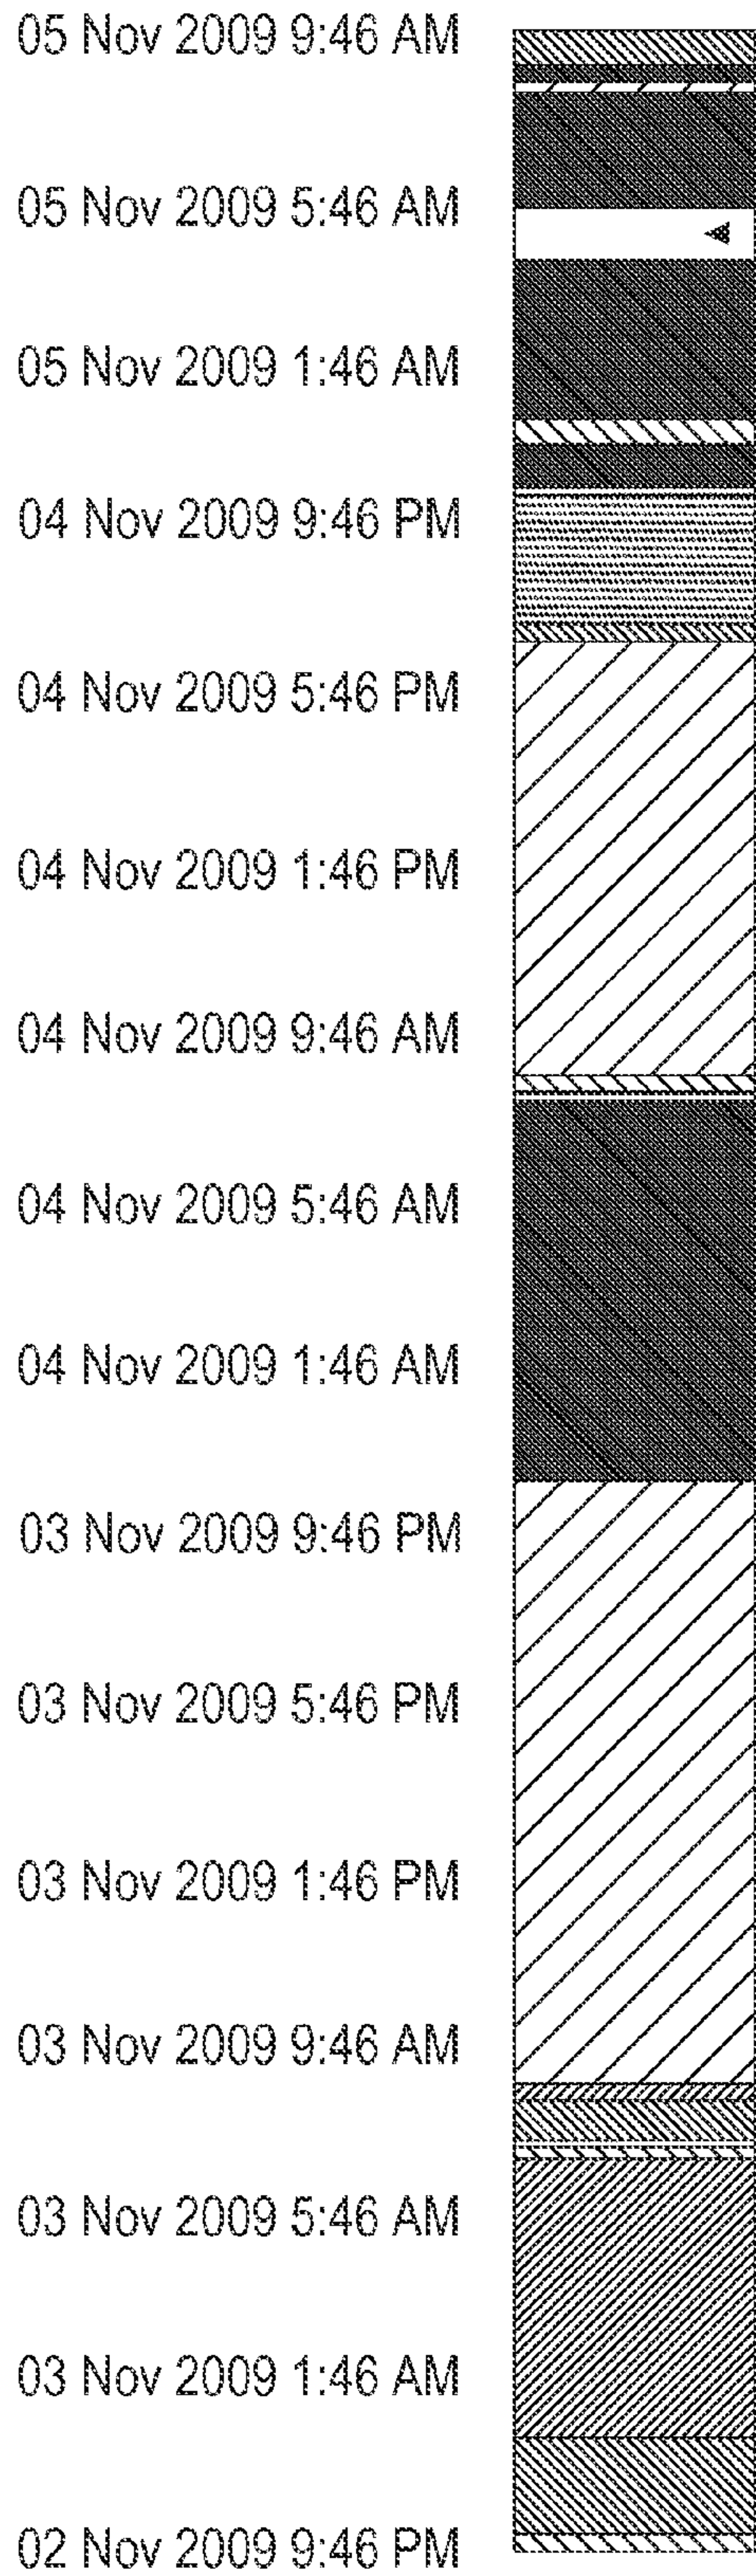 05 Nov 2009 9:46 AM
05 Nov 2009 5:46 AM
05 Nov 2009 1:46 AM
04 Nov 2009 9:46 PM
04 Nov 2009 5:46 PM
04 Nov 2009 1:46 PM
04 Nov 2009 9:46 AM
04 Nov 2009 5:46 AM
04 Nov 2009 1:46 AM
03 Nov 2009 9:46 PM
03 Nov 2009 5:46 PM
03 Nov 2009 1:46 PM
03 Nov 2009 9:46 AM
03 Nov 2009 5:46 AM
03 Nov 2009 1:46 AM
02 Nov 2009 9:46 PM